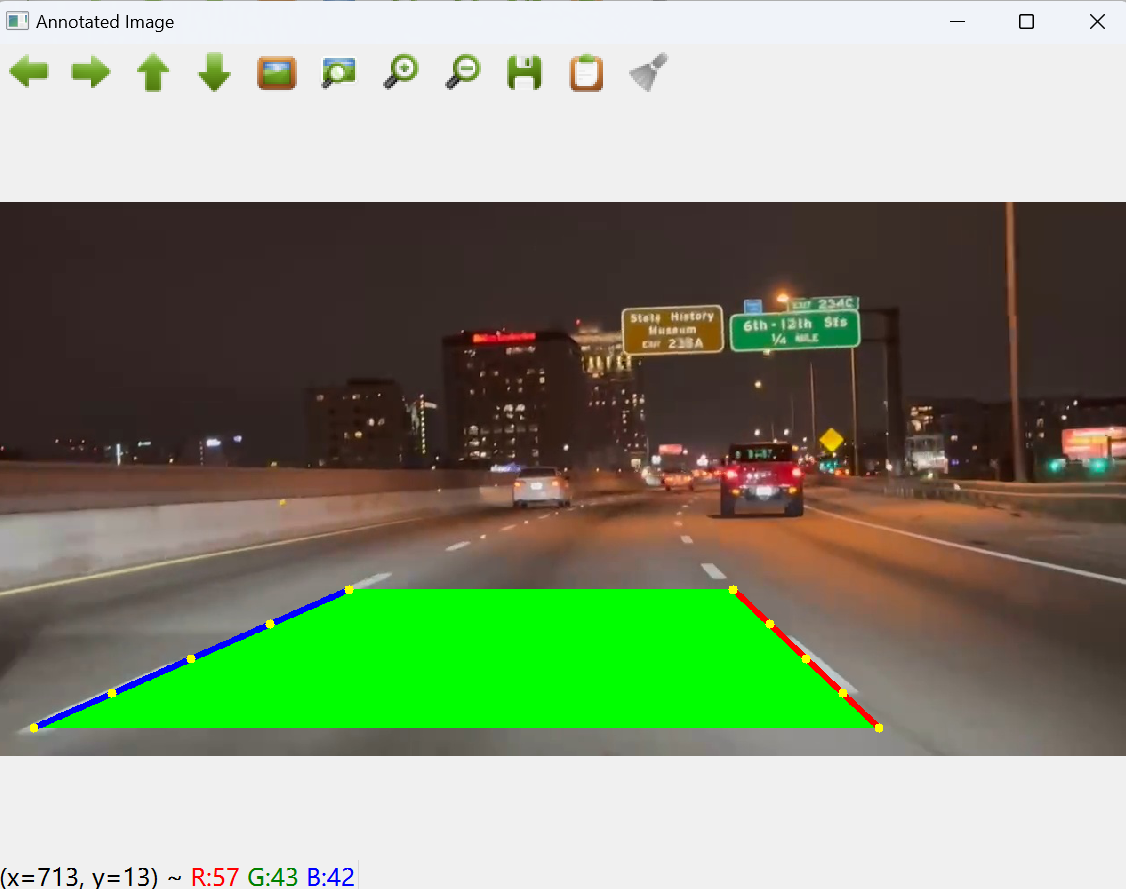 Annotated Image
EXIT 234C
State History
Museum
EXIT 235A
6th - 12th Sts
1/4 MILE
(x=713, y=13) ~ R:57 G:43 B:42